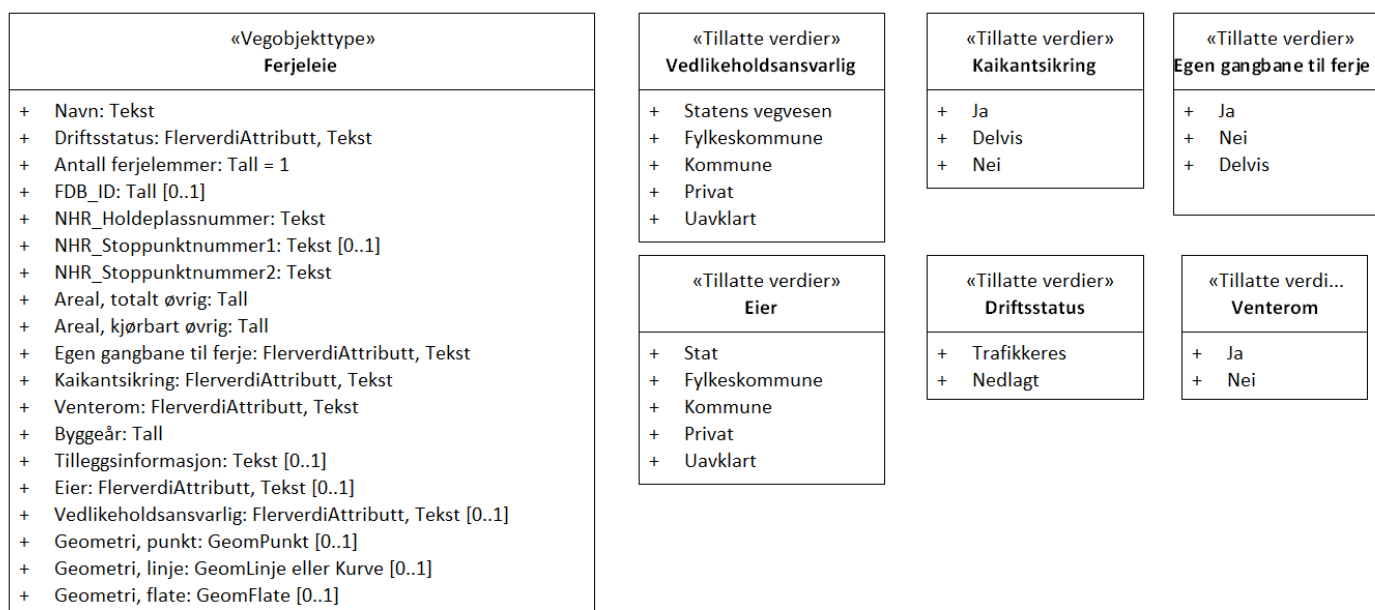 «Vegobjekttype»
Ferjeleie
+ Navn: Tekst
+ Driftsstatus: FlerverdiAttributt, Tekst
+ Antall ferjelemmer: Tall = 1
+ FDB_ID: Tall [0..1]
+ NHR_Holdeplassnummer: Tekst
+ NHR_Stoppunktnummer1: Tekst [0..1]
+ NHR_Stoppunktnummer2: Tekst
+ Areal, totalt øvrig: Tall
+ Areal, kjørbart øvrig: Tall
+ Egen gangbane til ferje: FlerverdiAttributt, Tekst
+ Kaikantsikring: FlerverdiAttributt, Tekst
+ Venterom: FlerverdiAttributt, Tekst
+ Byggeår: Tall
+ Tilleggsinformasjon: Tekst [0..1]
+ Eier: FlerverdiAttributt, Tekst [0..1]
+ Vedlikeholdsansvarlig: FlerverdiAttributt, Tekst [0..1]
+ Geometri, punkt: GeomPunkt [0..1]
+ Geometri, linje: GeomLinje eller Kurve [0..1]
+ Geometri, flate: GeomFlate [0..1]
«Tillatte verdier»
Vedlikeholdsansvarlig
+ Statens vegvesen
+ Fylkeskommune
+ Kommune
+ Privat
+ Uavklart
«Tillatte verdier»
Kaikantsikring
+ Ja
+ Delvis
+ Nei
«Tillatte verdier»
Egen gangbane til ferje
+ Ja
+ Nei
+ Delvis
«Tillatte verdier»
Eier
+ Stat
+ Fylkeskommune
+ Kommune
+ Privat
+ Uavklart
«Tillatte verdier»
Driftsstatus
+ Trafikkeres
+ Nedlagt
«Tillatte verdi...
Venterom
+ Ja
+ Nei